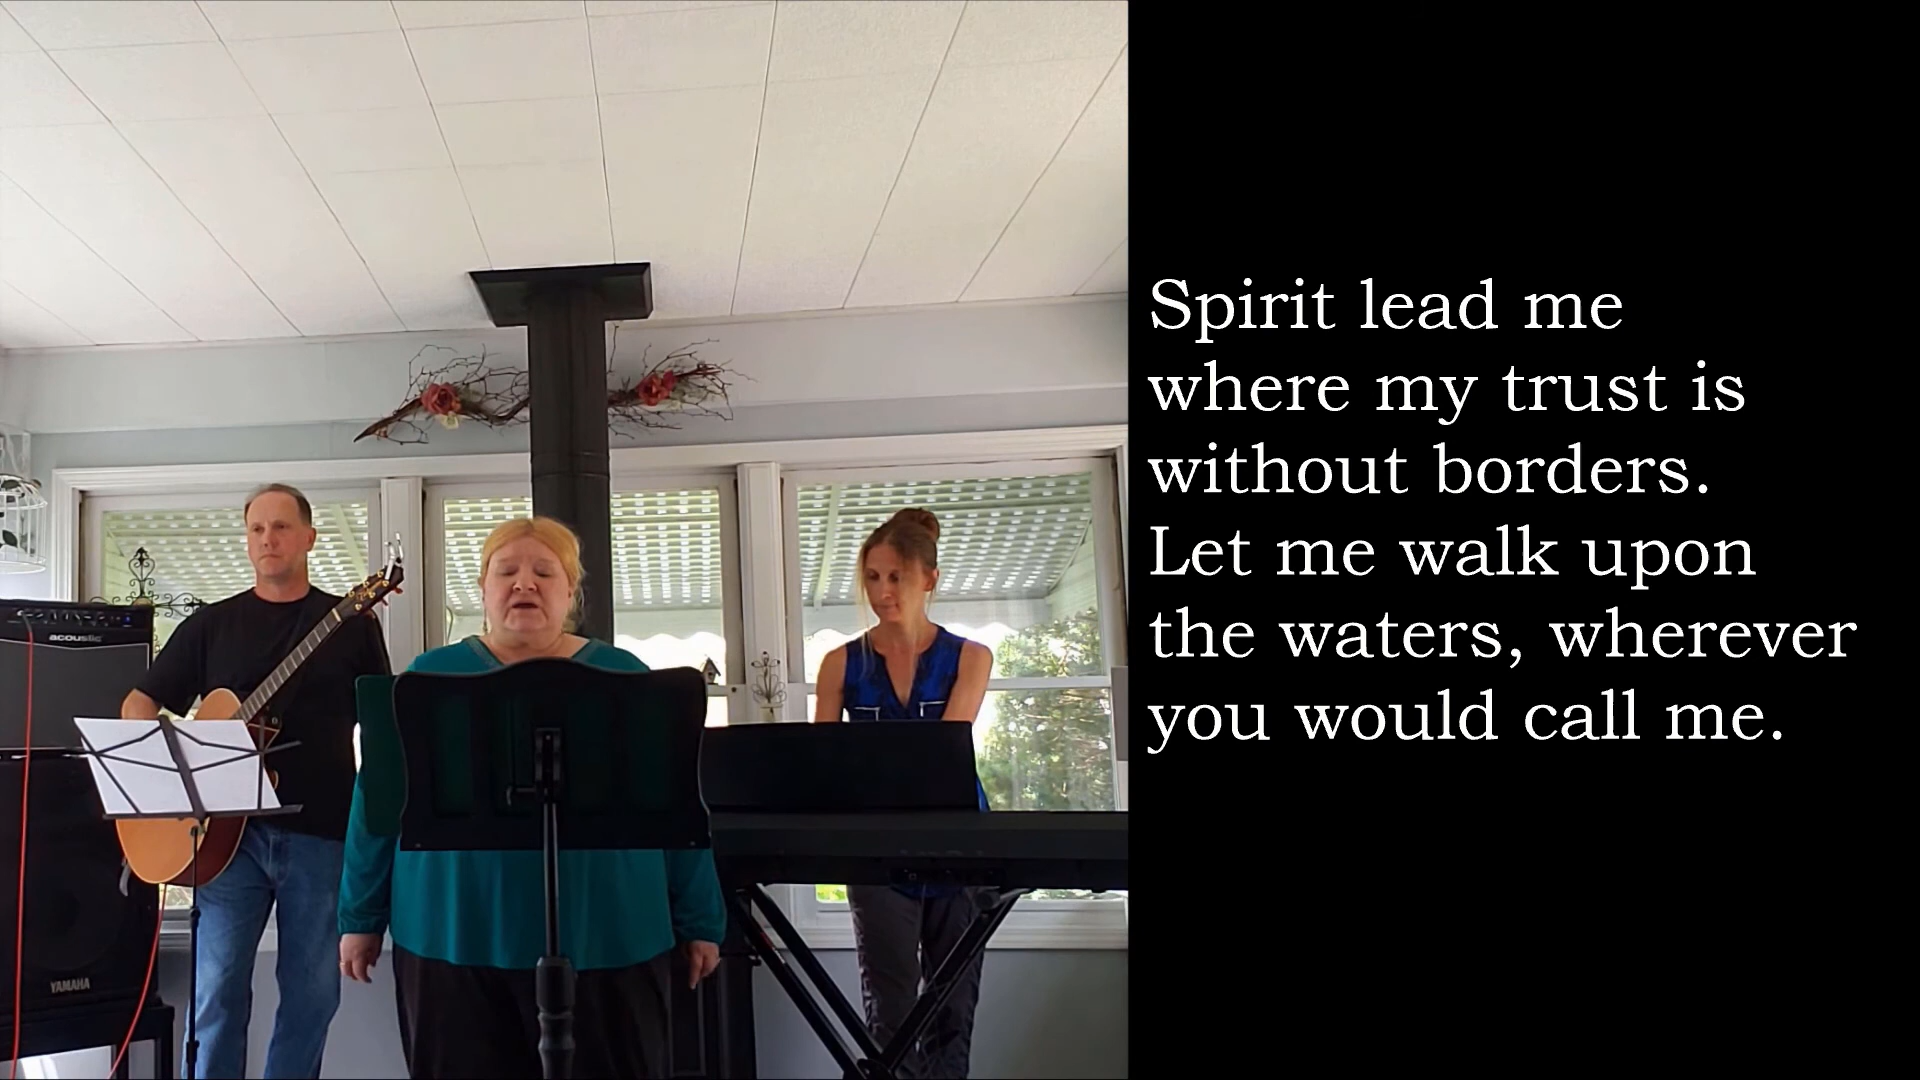 acoustic
YAMAHA
Spirit lead me
where my trust is
without borders.
Let me walk upon
the waters, wherever
you would call me.